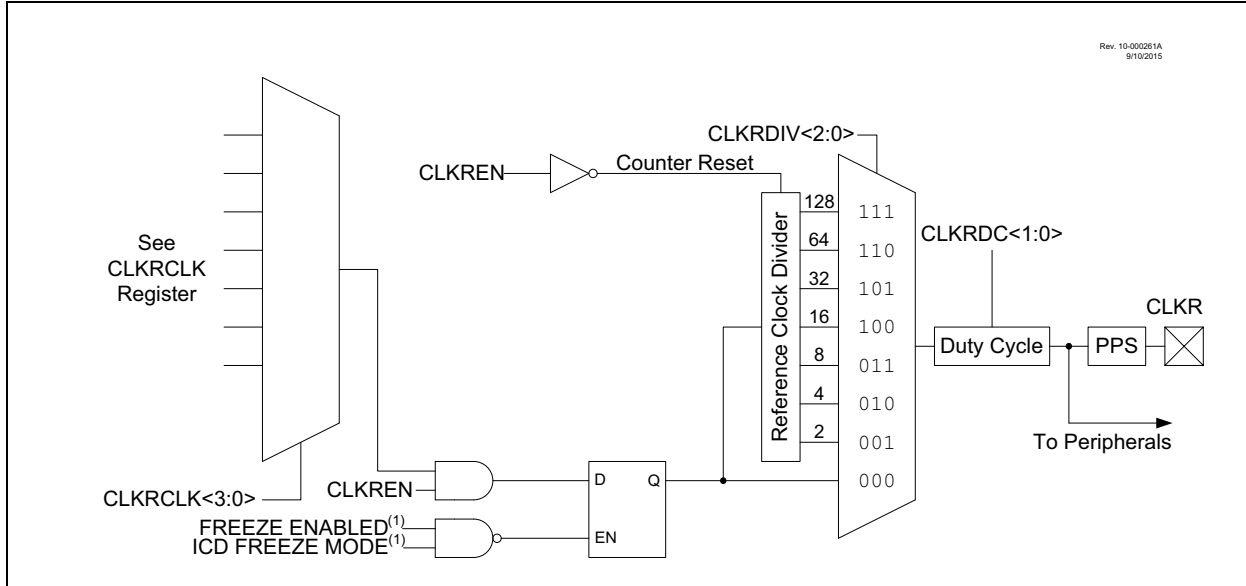 Rev. 10-000261A
9/10/2015
CLKRDIV<2:0>
CLKREN
Counter Reset
See
CLKRCLK
Register
Reference Clock Divider
128
111
64
110
32
101
16
100
8
011
4
010
2
001
000
CLKRDC<1:0>
Duty Cycle
PPS
CLKR
To Peripherals
CLKRCLK<3:0>
CLKREN
FREEZE ENABLED(1)
ICD FREEZE MODE(1)
D
Q
EN